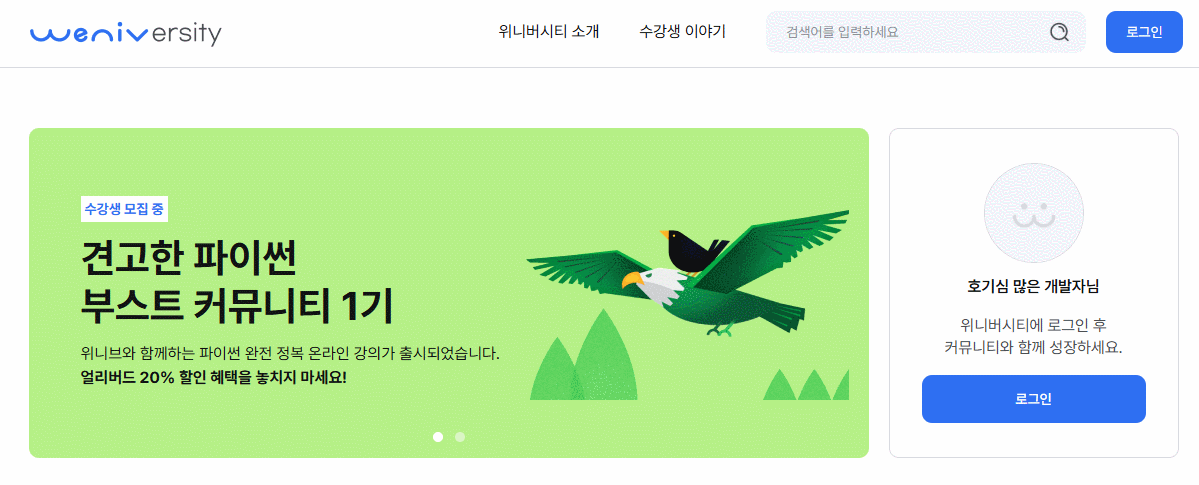 weniversity
위니버시티 소개
수강생 이야기
검색어를 입력하세요
로그인
수강생 모집 중
견고한 파이썬
부스트 커뮤니티 1기
위니브와 함께하는 파이썬 완전 정복 온라인 강의가 출시되었습니다.
얼리버드 20% 할인 혜택을 놓치지 마세요!
호기심 많은 개발자님
위니버시티에 로그인 후
커뮤니티와 함께 성장하세요.
로그인